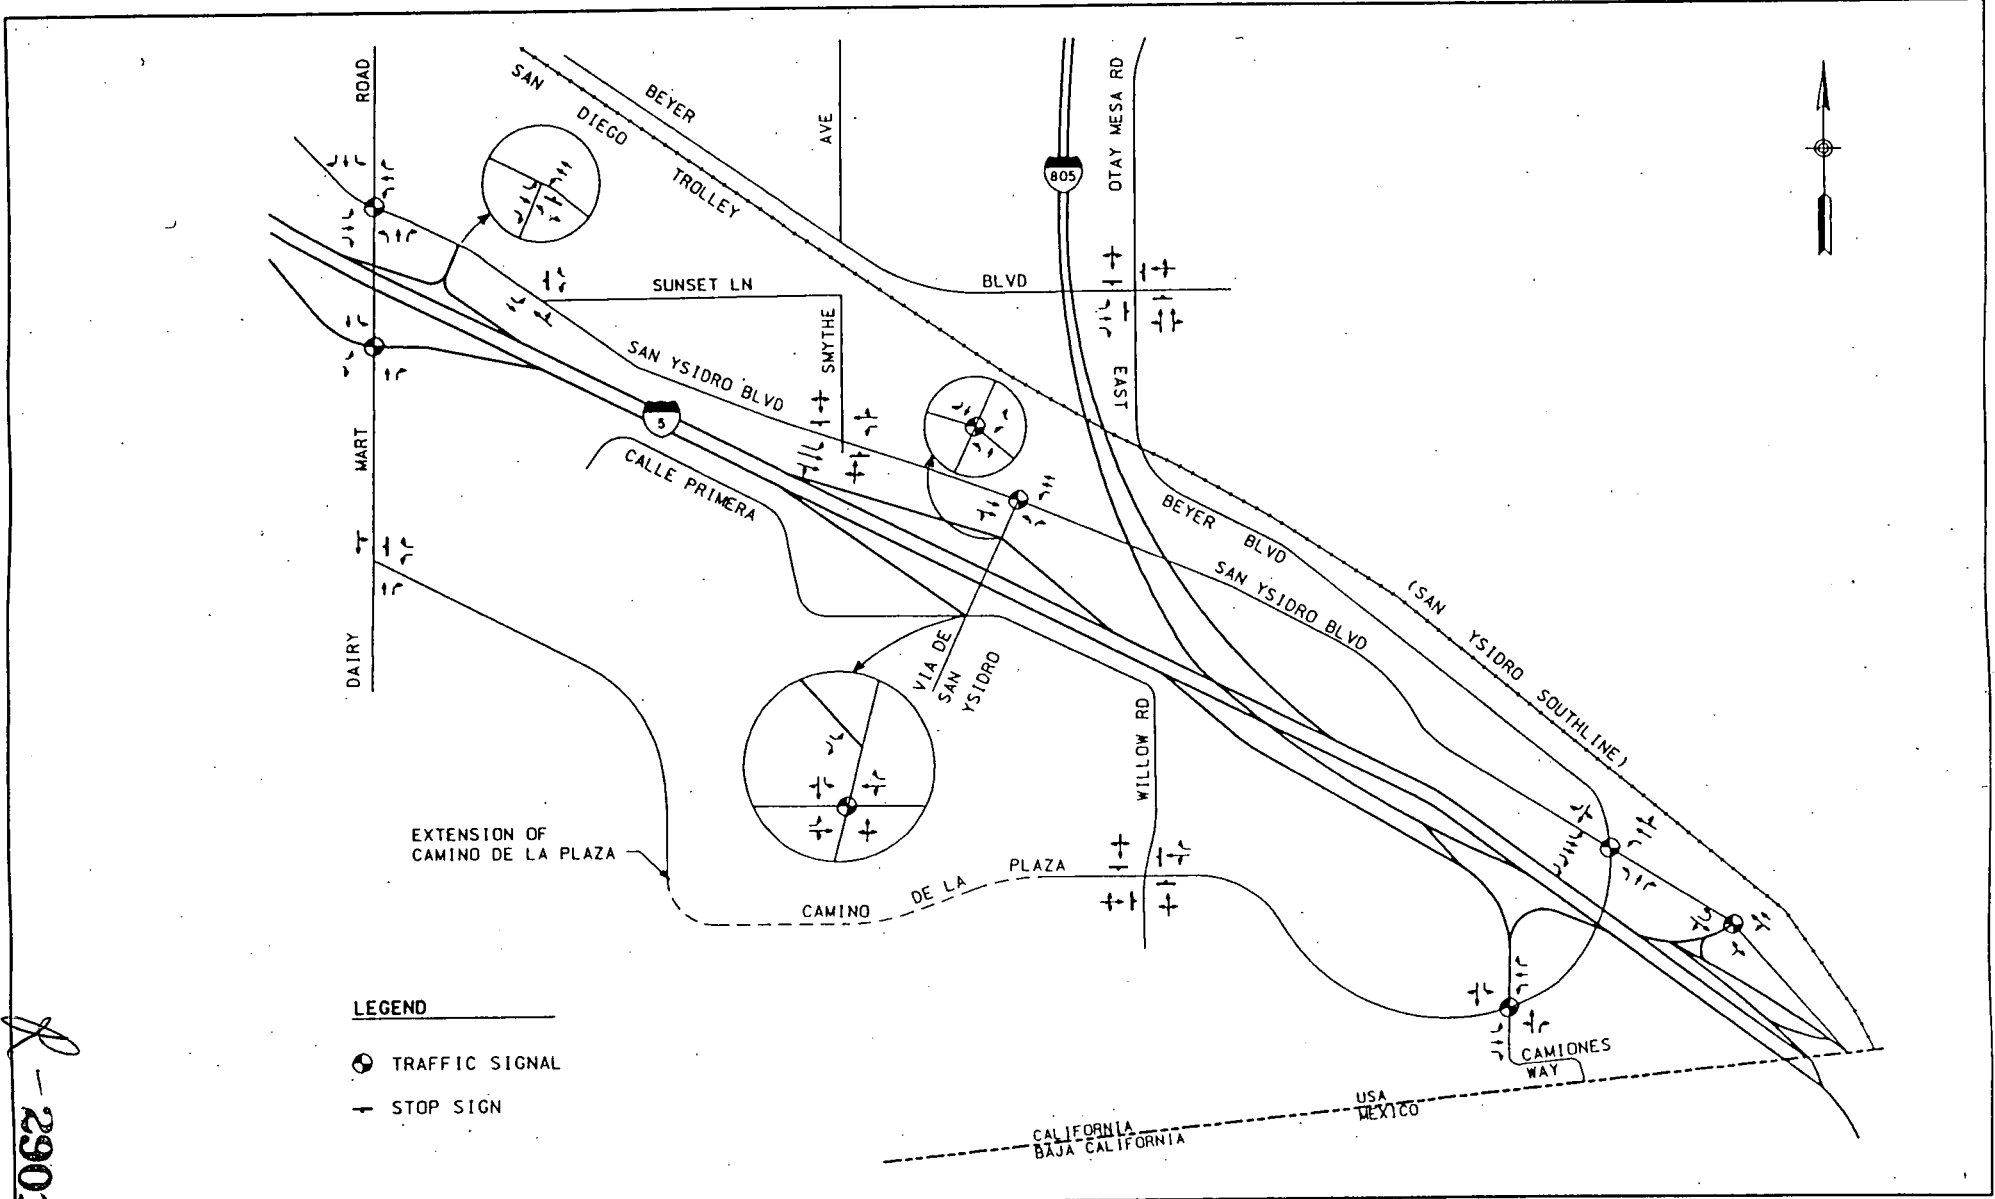 ROAD
SAN
DIEGO
TROLLEY
BEYER
AVE
805
OTAY MESA RD
SUNSET LN
BLVD
SMYTHE
SAN YSIDRO BLVD
EAST
5
MART
CALLE PRIMERA
BEYER
BLVD
SAN YSIDRO BLVD
(SAN
YSIDRO
SOUTHLINE)
DAIRY
VIA DE
SAN
YSIDRO
WILLOW RD
EXTENSION OF
CAMINO DE LA PLAZA
CAMINO
DE LA
PLAZA
LEGEND
TRAFFIC SIGNAL
STOP SIGN
CAMIONES
WAY
USA
MEXICO
CALIFORNIA
BAJA CALIFORNIA